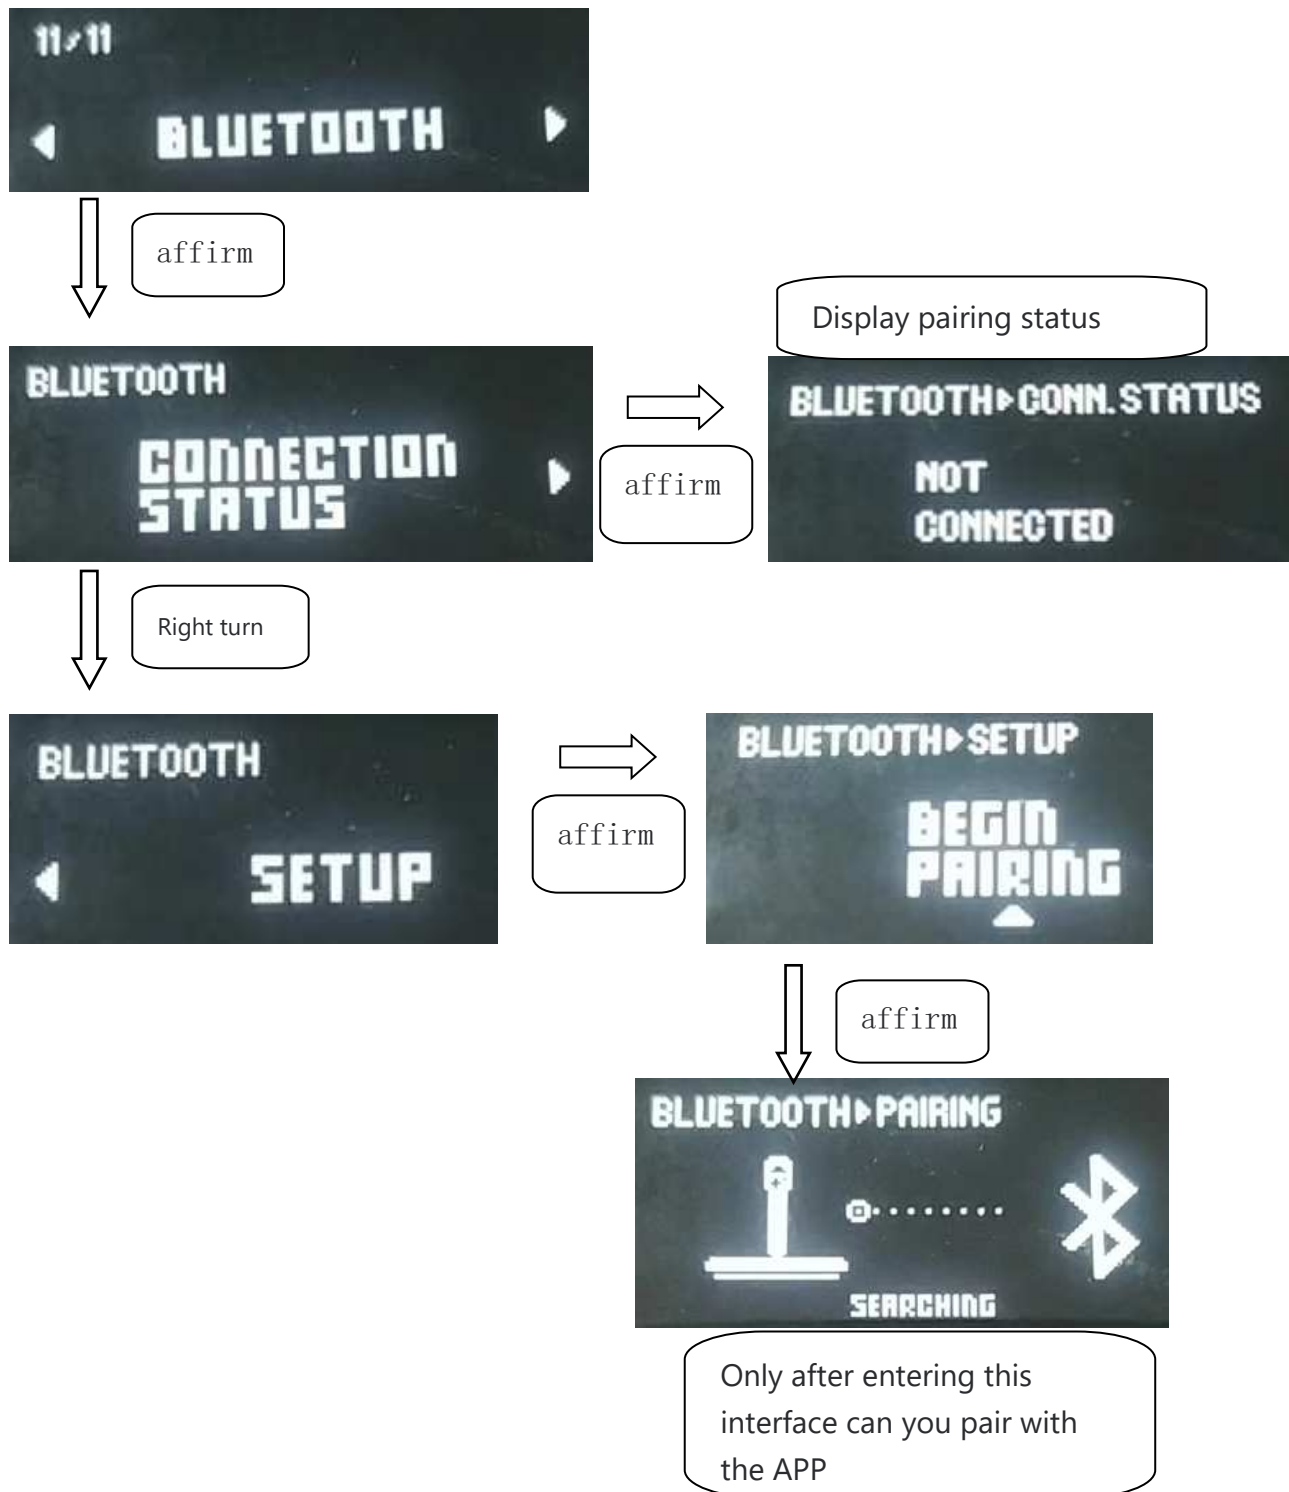 11/11
BLUETOOTH
affirm
Display pairing status
BLUETOOTH
CONNECTION
STATUS
affirm
BLUETOOTH▸CONN.STATUS
NOT
CONNECTED
Right turn
BLUETOOTH
SETUP
affirm
BLUETOOTH▸SETUP
BEGIN
PAIRING
affirm
BLUETOOTH▸PAIRING
SEARCHING
Only after entering this
interface can you pair with
the APP